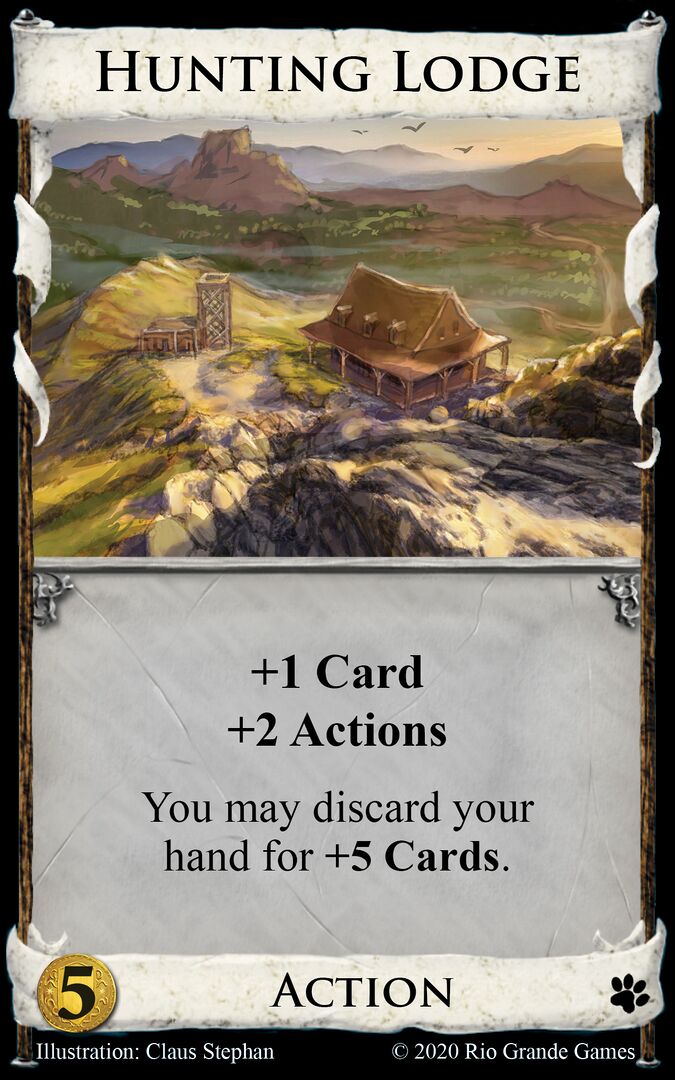 Hunting Lodge
+1 Card
+2 Actions
You may discard your
hand for +5 Cards.
5
Action
Illustration: Claus Stephan
© 2020 Rio Grande Games